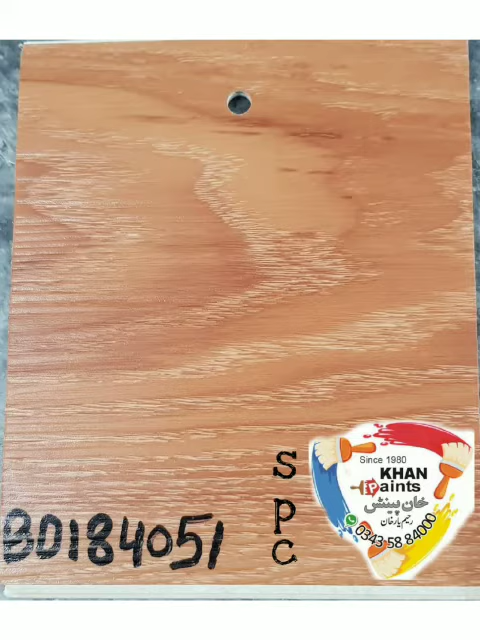 S
P
C
BD184051
Since 1980
KHAN
Paints
خان پینٹس
رحیم یار خان
0343 58 84000